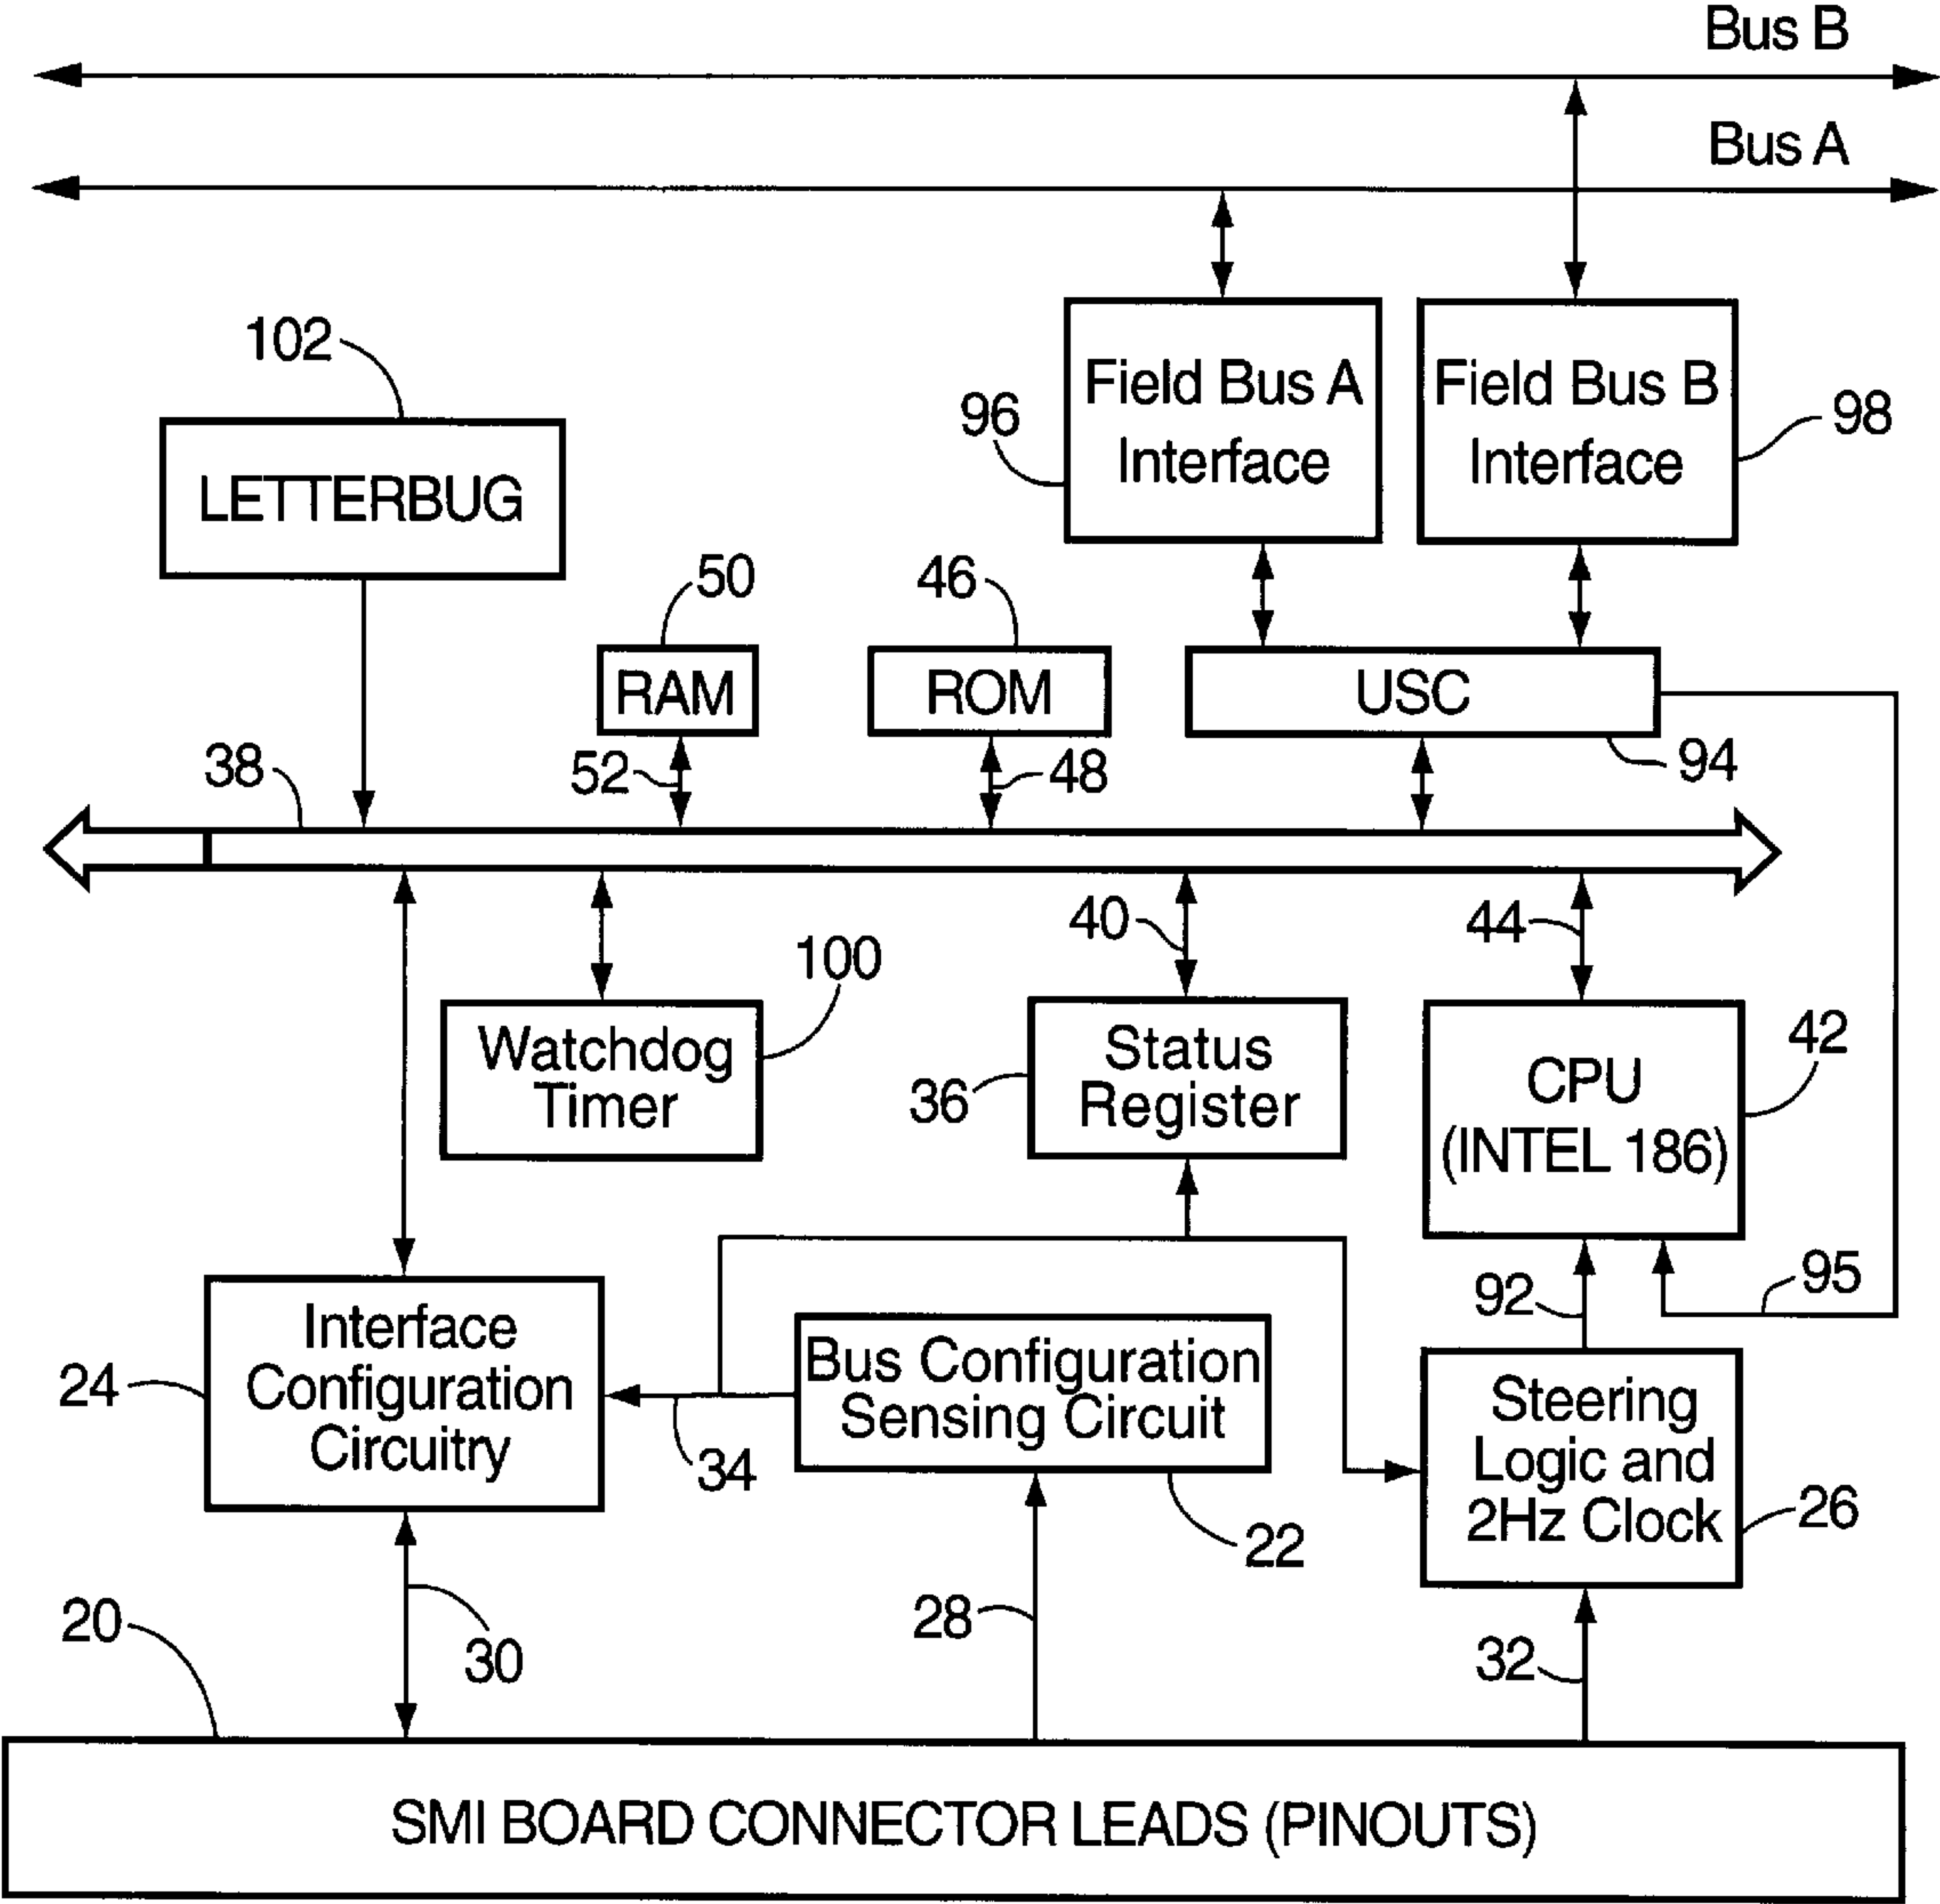 Bus B
Bus A
102
LETTERBUG
96
Field Bus A
Interface
Field Bus B
Interface
98
50
RAM
52
46
ROM
48
USC
94
38
100
Watchdog
Timer
40
36
Status
Register
44
42
CPU
(INTEL 186)
92
95
24
Interface
Configuration
Circuitry
34
Bus Configuration
Sensing Circuit
22
Steering
Logic and
2Hz Clock
26
20
30
28
32
SMI BOARD CONNECTOR LEADS (PINOUTS)